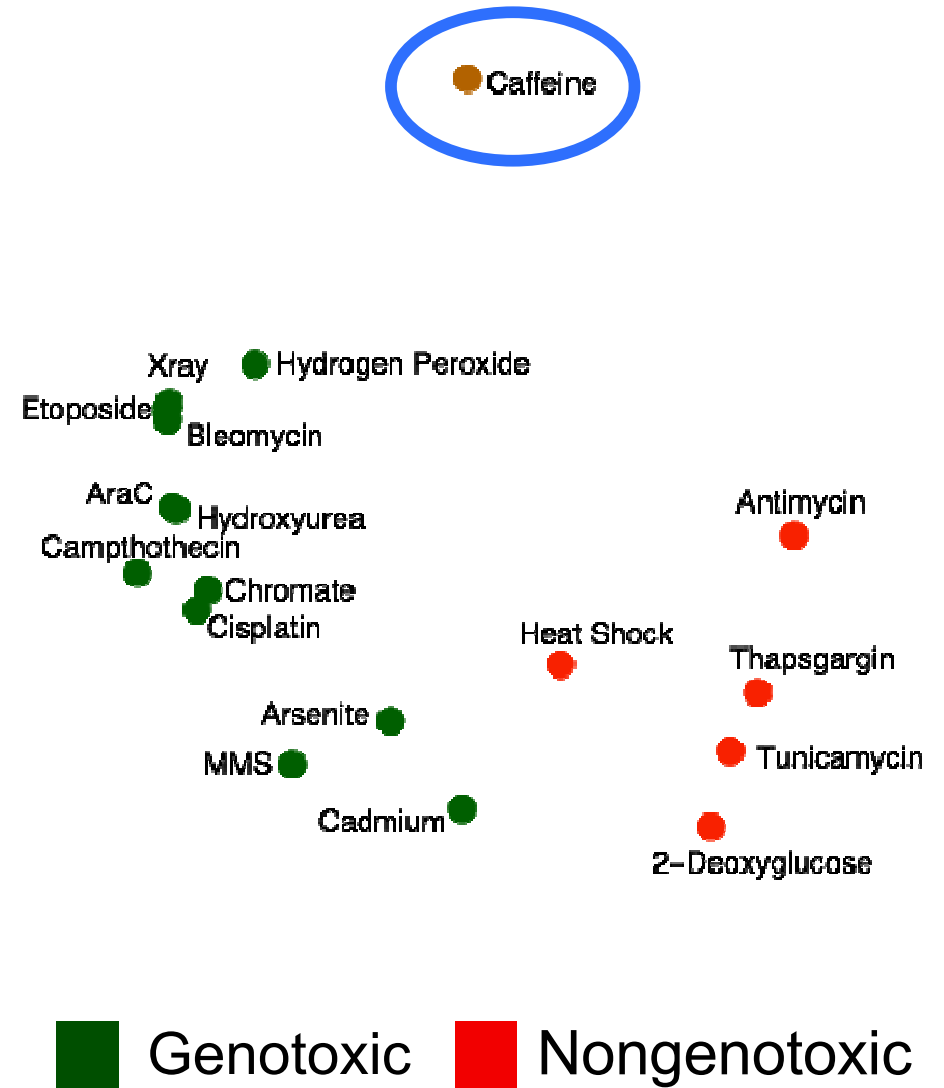 Caffeine
Xray
Hydrogen Peroxide
Etoposide
Bleomycin
AraC
Hydroxyurea
Antimycin
Campthothecin
Chromate
Cisplatin
Heat Shock
Thapsgargin
Arsenite
MMS
Tunicamycin
Cadmium
2-Deoxyglucose
Genotoxic Nongenotoxic